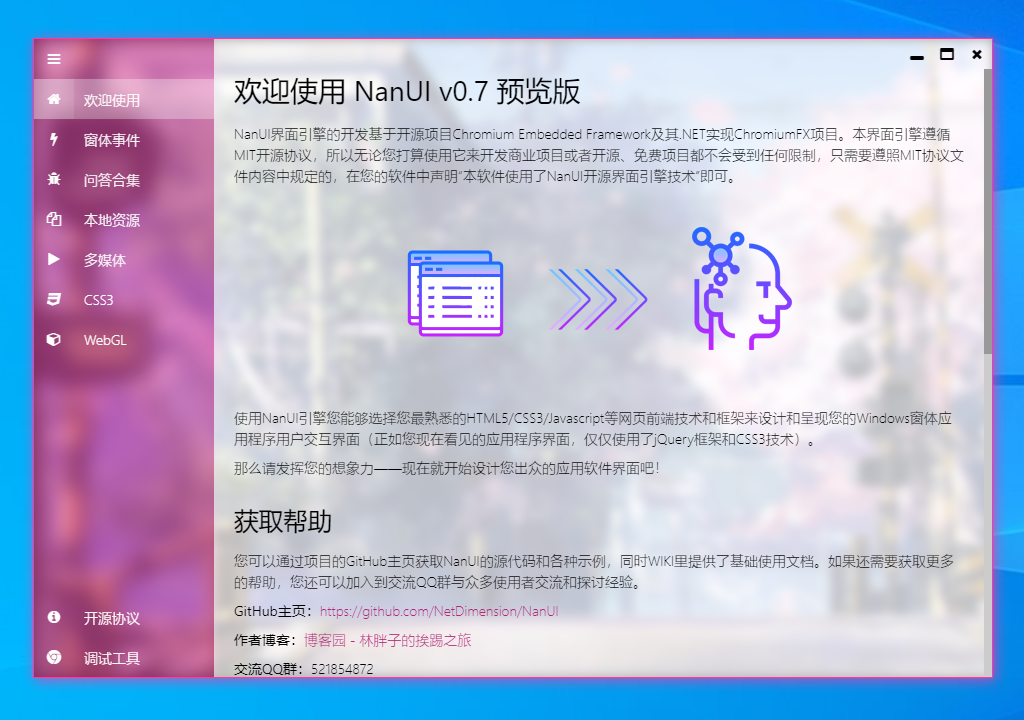 欢迎使用
窗体事件
问答合集
本地资源
多媒体
CSS3
WebGL
开源协议
调试工具
欢迎使用 NanUI v0.7 预览版
NanUI界面引擎的开发基于开源项目Chromium Embedded Framework及其.NET实现ChromiumFX项目。本界面引擎遵循
MIT开源协议，所以无论您打算使用它来开发商业项目或者开源、免费项目都不会受到任何限制，只需要遵照MIT协议文
件内容中规定的，在您的软件中声明“本软件使用了NanUI开源界面引擎技术”即可。
使用NanUI引擎您能够选择您最熟悉的HTML5/CSS3/Javascript等网页前端技术和框架来设计和呈现您的Windows窗体应
用程序用户交互界面（正如您现在看见的应用程序界面，仅仅使用了jQuery框架和CSS3技术）。
那么请发挥您的想象力——现在就开始设计您出众的应用软件界面吧！
获取帮助
您可以通过项目的GitHub主页获取NanUI的源代码和各种示例，同时WIKI里提供了基础使用文档。如果还需要获取更多
的帮助，您还可以加入到交流QQ群与众多使用者交流和探讨经验。
GitHub主页：https://github.com/NetDimension/NanUI
作者博客：博客园 - 林胖子的挨踢之旅
交流QQ群：521854872